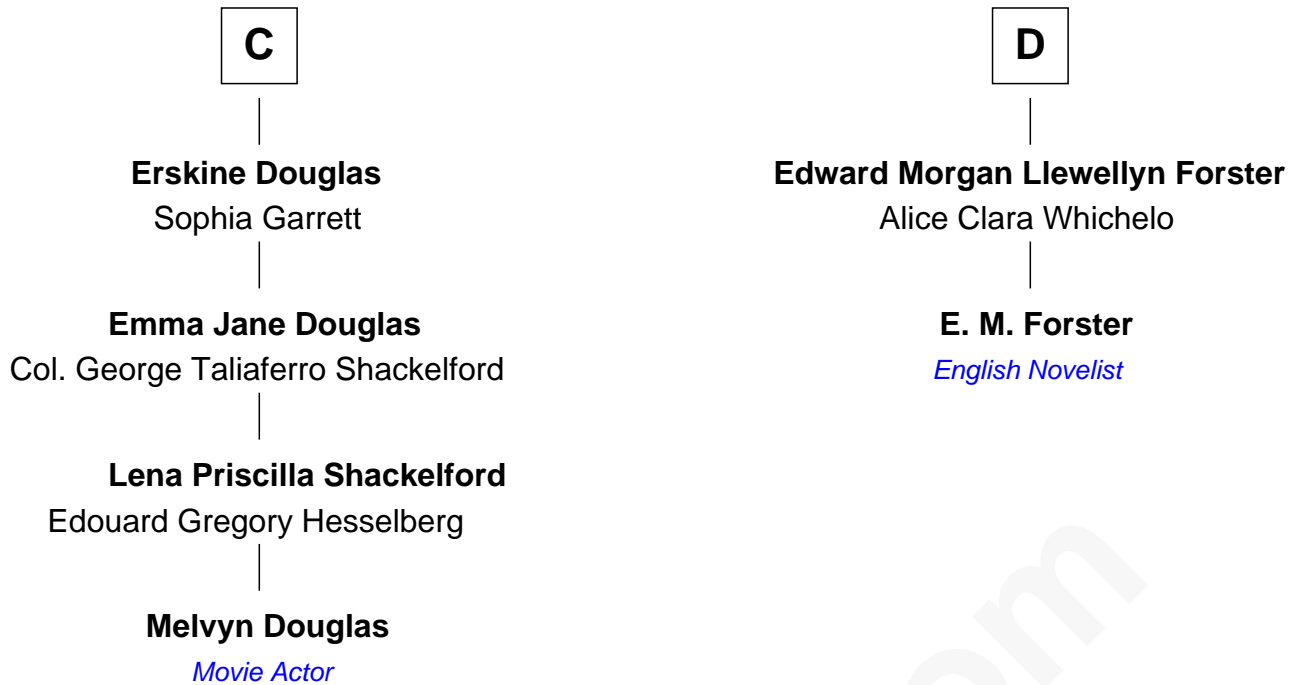 C
Erskine Douglas
Sophia Garrett
Emma Jane Douglas
Col. George Taliaferro Shackelford
Lena Priscilla Shackelford
Edouard Gregory Hesselberg
Melvyn Douglas
Movie Actor
D
Edward Morgan Llewellyn Forster
Alice Clara Whichelo
E. M. Forster
English Novelist
om